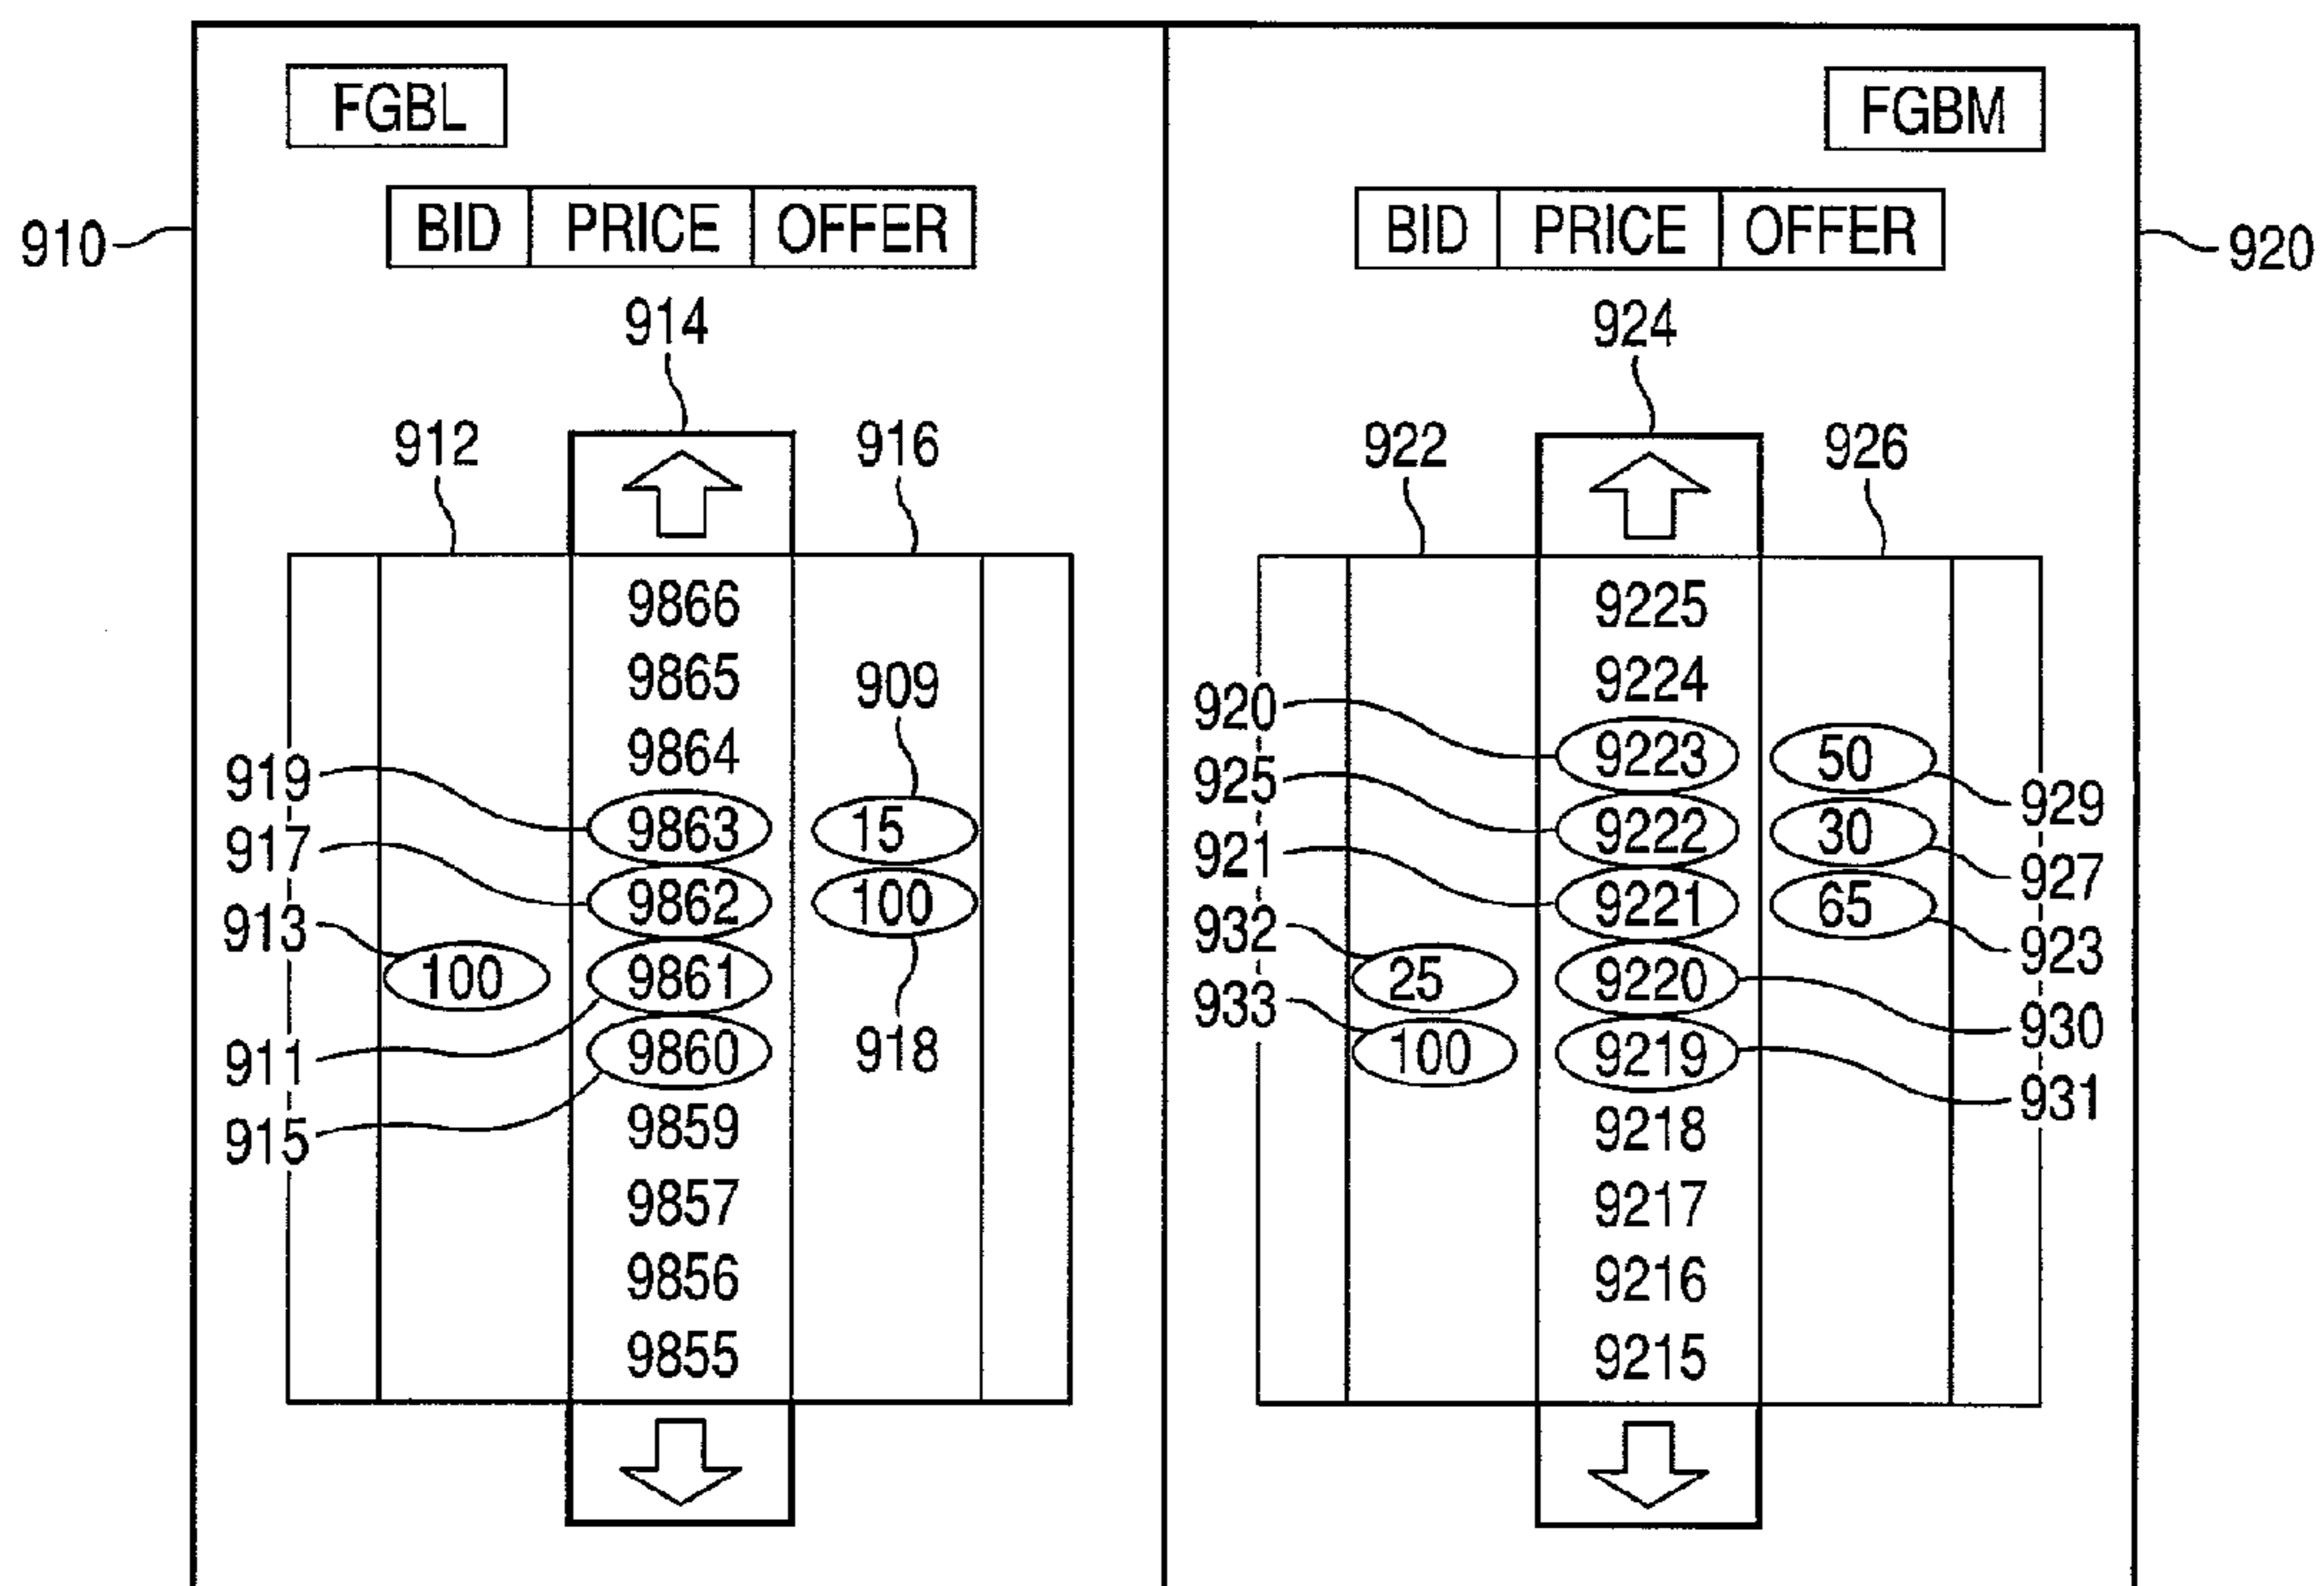 FGBL FGBM
BID PRICE OFFER BID PRICE OFFER
910 920
914 924
912 916 922 926
9866 9225
9865 909 9224
920
919 9864 925 9223 50 929
917 9863 15 921 9222 30 927
913 9862 100 932 9221 65 923
100 9861 933 25 9220 930
911 9860 918 100 9219 931
915 9859 9218
9857 9217
9856 9216
9855 9215